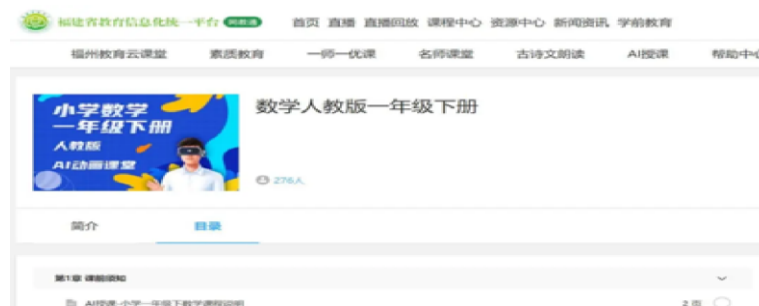 福建省教育信息化统一平台 闽教通 首页 直播 直播回放 课程中心 资源中心 新闻资讯 学前教育
福州教育云课堂 素质教育 一师一优课 名师课堂 古诗文朗读 AI授课 帮助中心
小学数学
一年级下册
人教版
AI动画课堂
数学人教版一年级下册
276人
简介 目录
第1章 课前须知
AI授课-小学一年级下数学课程说明 2 页